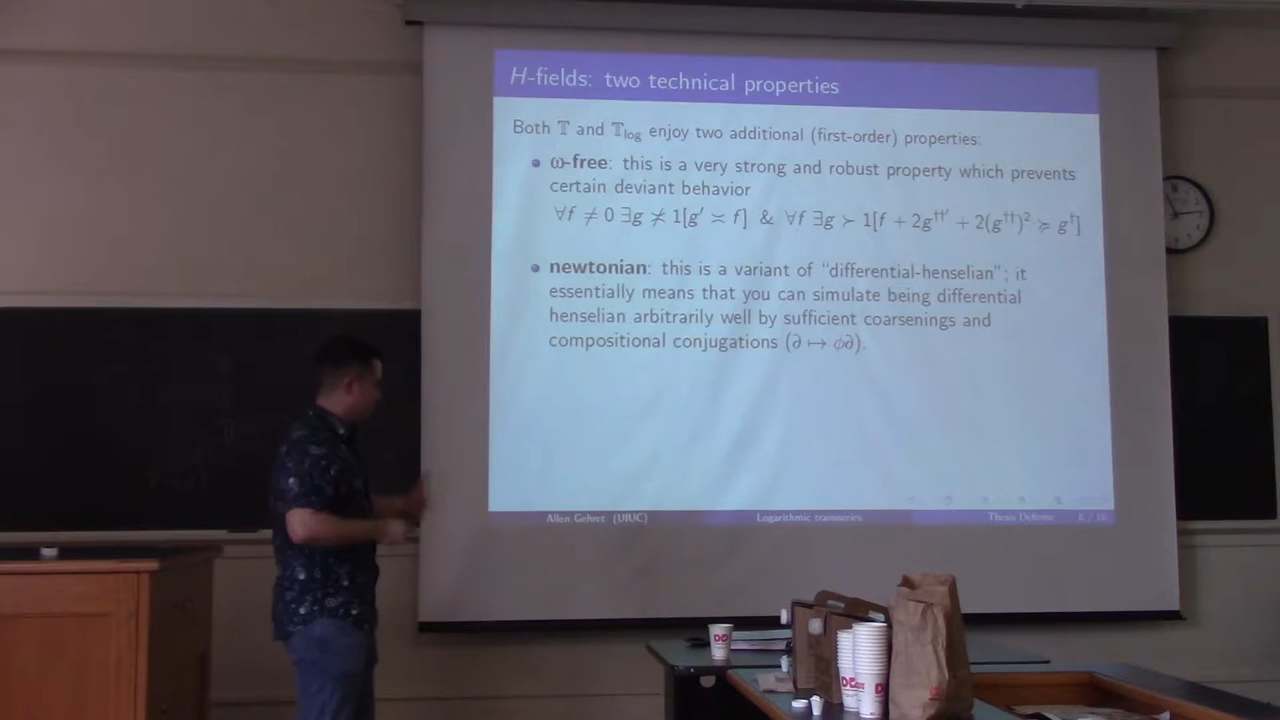 H-fields: two technical properties
Both 𝕋 and 𝕋log enjoy two additional (first-order) properties:
ω-free: this is a very strong and robust property which prevents
certain deviant behavior
∀f ≠ 0 ∃g ≭ 1[g′ ≍ f] & ∀f ∃g ≻ 1[f + 2g††′ + 2(g††)² ≽ g†]
newtonian: this is a variant of "differential-henselian"; it
essentially means that you can simulate being differential
henselian arbitrarily well by sufficient coarsenings and
compositional conjugations (∂ ↦ ϕ∂).
Allen Gehret (UIUC) Logarithmic transseries Thesis Defense
DD